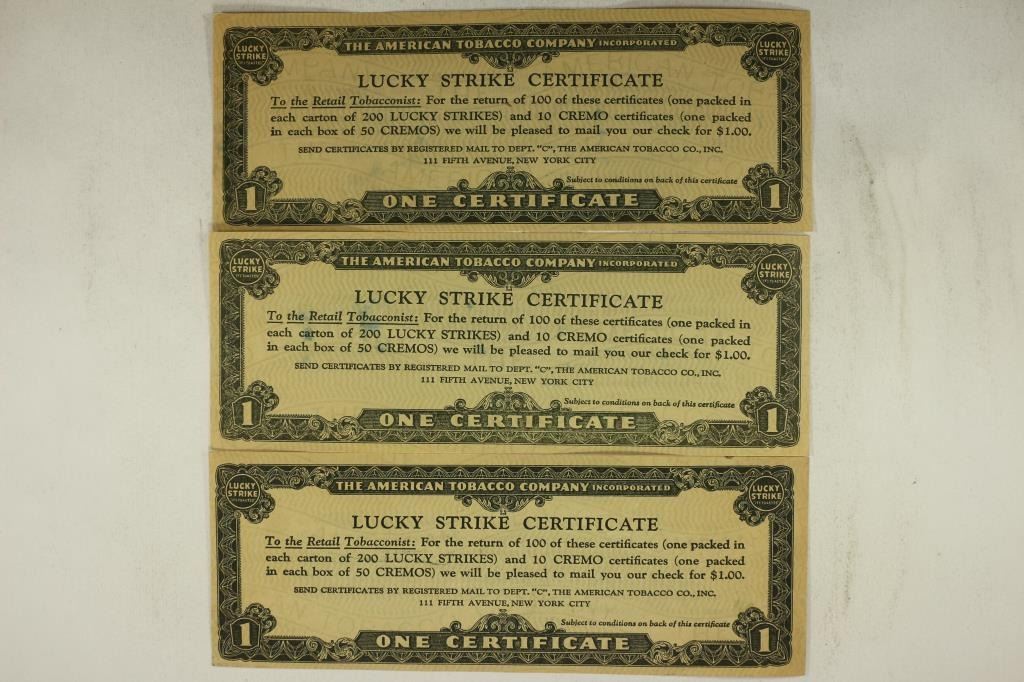 THE AMERICAN TOBACCO COMPANY INCORPORATED
LUCKY STRIKE IT'S TOASTED
LUCKY STRIKE IT'S TOASTED
LUCKY STRIKE CERTIFICATE
To the Retail Tobacconist: For the return of 100 of these certificates (one packed in
each carton of 200 LUCKY STRIKES) and 10 CREMO certificates (one packed
in each box of 50 CREMOS) we will be pleased to mail you our check for $1.00.
SEND CERTIFICATES BY REGISTERED MAIL TO DEPT. "C", THE AMERICAN TOBACCO CO., INC.
111 FIFTH AVENUE, NEW YORK CITY
Subject to conditions on back of this certificate
1 ONE CERTIFICATE 1
THE AMERICAN TOBACCO COMPANY INCORPORATED
LUCKY STRIKE IT'S TOASTED
LUCKY STRIKE IT'S TOASTED
LUCKY STRIKE CERTIFICATE
To the Retail Tobacconist: For the return of 100 of these certificates (one packed in
each carton of 200 LUCKY STRIKES) and 10 CREMO certificates (one packed
in each box of 50 CREMOS) we will be pleased to mail you our check for $1.00.
SEND CERTIFICATES BY REGISTERED MAIL TO DEPT. "C", THE AMERICAN TOBACCO CO., INC.
111 FIFTH AVENUE, NEW YORK CITY
Subject to conditions on back of this certificate
1 ONE CERTIFICATE 1
THE AMERICAN TOBACCO COMPANY INCORPORATED
LUCKY STRIKE IT'S TOASTED
LUCKY STRIKE IT'S TOASTED
LUCKY STRIKE CERTIFICATE
To the Retail Tobacconist: For the return of 100 of these certificates (one packed in
each carton of 200 LUCKY STRIKES) and 10 CREMO certificates (one packed
in each box of 50 CREMOS) we will be pleased to mail you our check for $1.00.
SEND CERTIFICATES BY REGISTERED MAIL TO DEPT. "C", THE AMERICAN TOBACCO CO., INC.
111 FIFTH AVENUE, NEW YORK CITY
Subject to conditions on back of this certificate
1 ONE CERTIFICATE 1